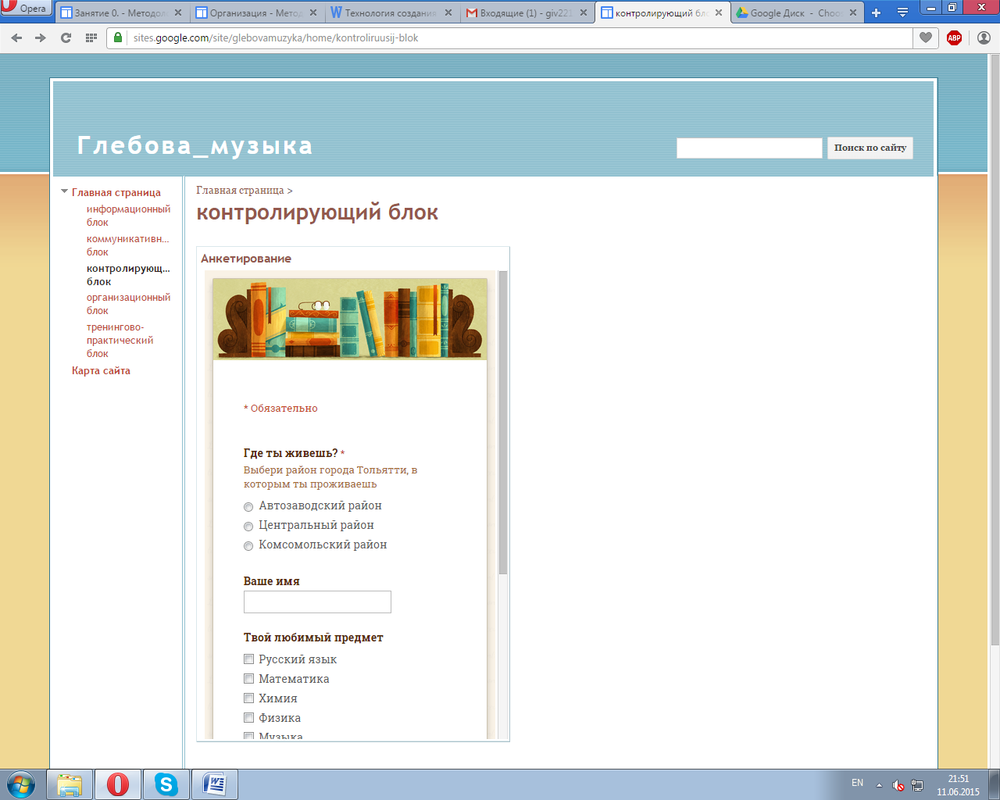 Opera
Занятие 0. - Методол
Организация - Метод
Технология создания
Входящие (1) - giv221
контролирующий бло
Google Диск - Choo
ABP
sites.google.com/site/glebovamuzyka/home/kontroliruusij-blok
Глебова_музыка
Поиск по сайту
Главная страница
информационный
блок
коммуникативн...
блок
контролирующ...
блок
организационный
блок
тренингово-
практический
блок
Карта сайта
Главная страница >
контролирующий блок
Анкетирование
* Обязательно
Где ты живешь? *
Выбери район города Тольятти, в
которым ты проживаешь
Автозаводский район
Центральный район
Комсомольский район
Ваше имя
Твой любимый предмет
Русский язык
Математика
Химия
Физика
Музыка
EN
21:51
11.06.2015